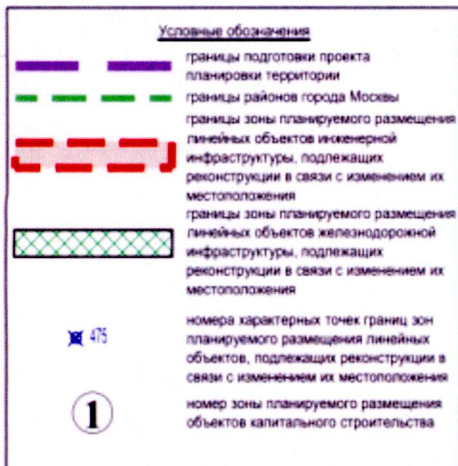 Условные обозначения
границы подготовки проекта
планировки территории
границы районов города Москвы
границы зоны планируемого размещения
линейных объектов инженерной
инфраструктуры, подлежащих
реконструкции в связи с изменением их
местоположения
границы зоны планируемого размещения
линейных объектов железнодорожной
инфраструктуры, подлежащих
реконструкции в связи с изменением их
местоположения
475
номера характерных точек границ зон
планируемого размещения линейных
объектов, подлежащих реконструкции в
связи с изменением их местоположения
1
номер зоны планируемого размещения
объектов капитального строительства